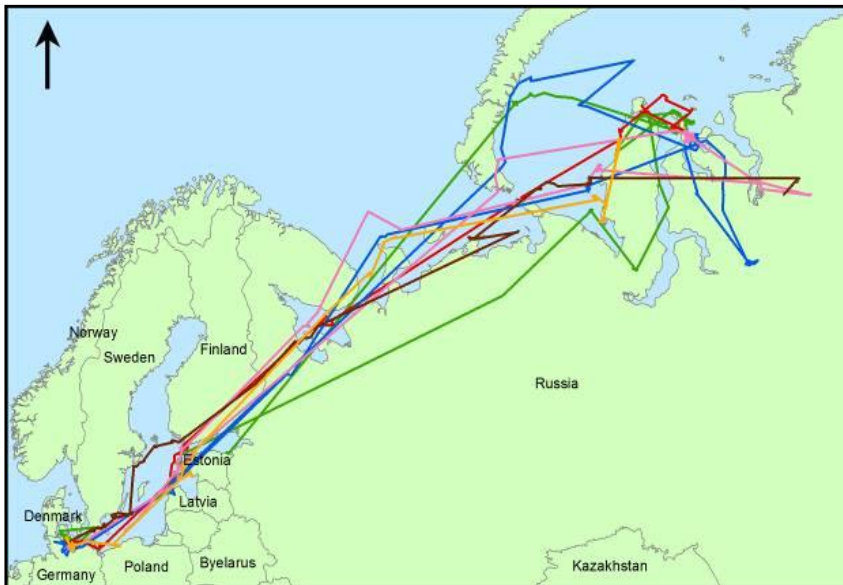 Norway
Sweden
Finland
Russia
Estonia
Latvia
Denmark
Germany
Poland
Byelarus
Kazakhstan